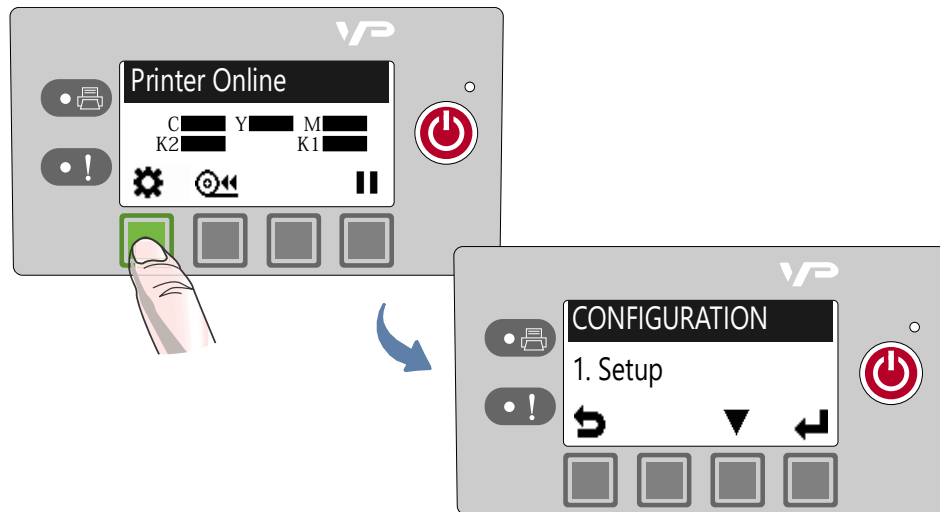 VP
Printer Online
C Y M
K2 K1
!
VP
CONFIGURATION
1. Setup
!